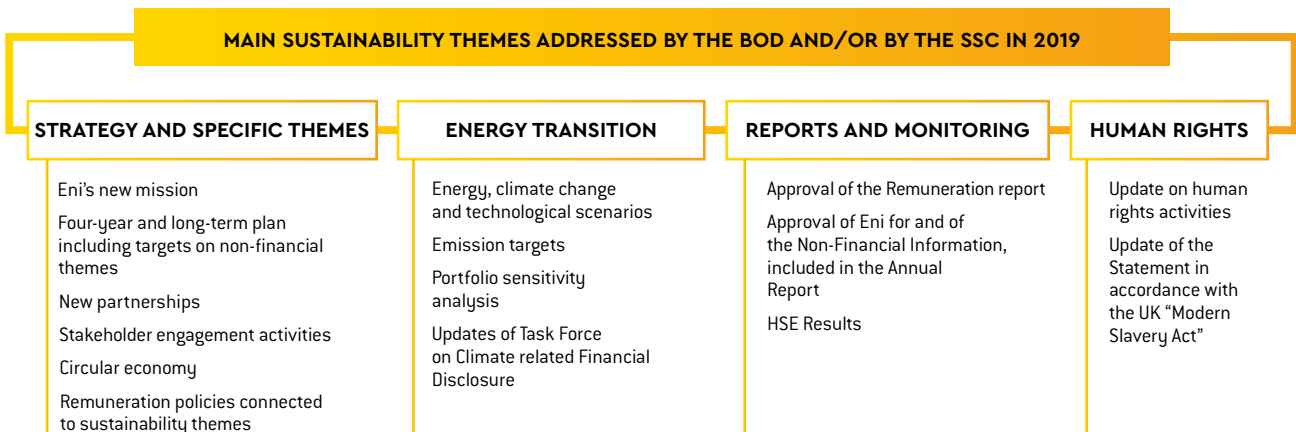 MAIN SUSTAINABILITY THEMES ADDRESSED BY THE BOD AND/OR BY THE SSC IN 2019
STRATEGY AND SPECIFIC THEMES
Eni’s new mission
Four-year and long-term plan
including targets on non-financial
themes
New partnerships
Stakeholder engagement activities
Circular economy
Remuneration policies connected
to sustainability themes
ENERGY TRANSITION
Energy, climate change
and technological scenarios
Emission targets
Portfolio sensitivity
analysis
Updates of Task Force
on Climate related Financial
Disclosure
REPORTS AND MONITORING
Approval of the Remuneration report
Approval of Eni for and of
the Non-Financial Information,
included in the Annual
Report
HSE Results
HUMAN RIGHTS
Update on human
rights activities
Update of the
Statement in
accordance with
the UK “Modern
Slavery Act”